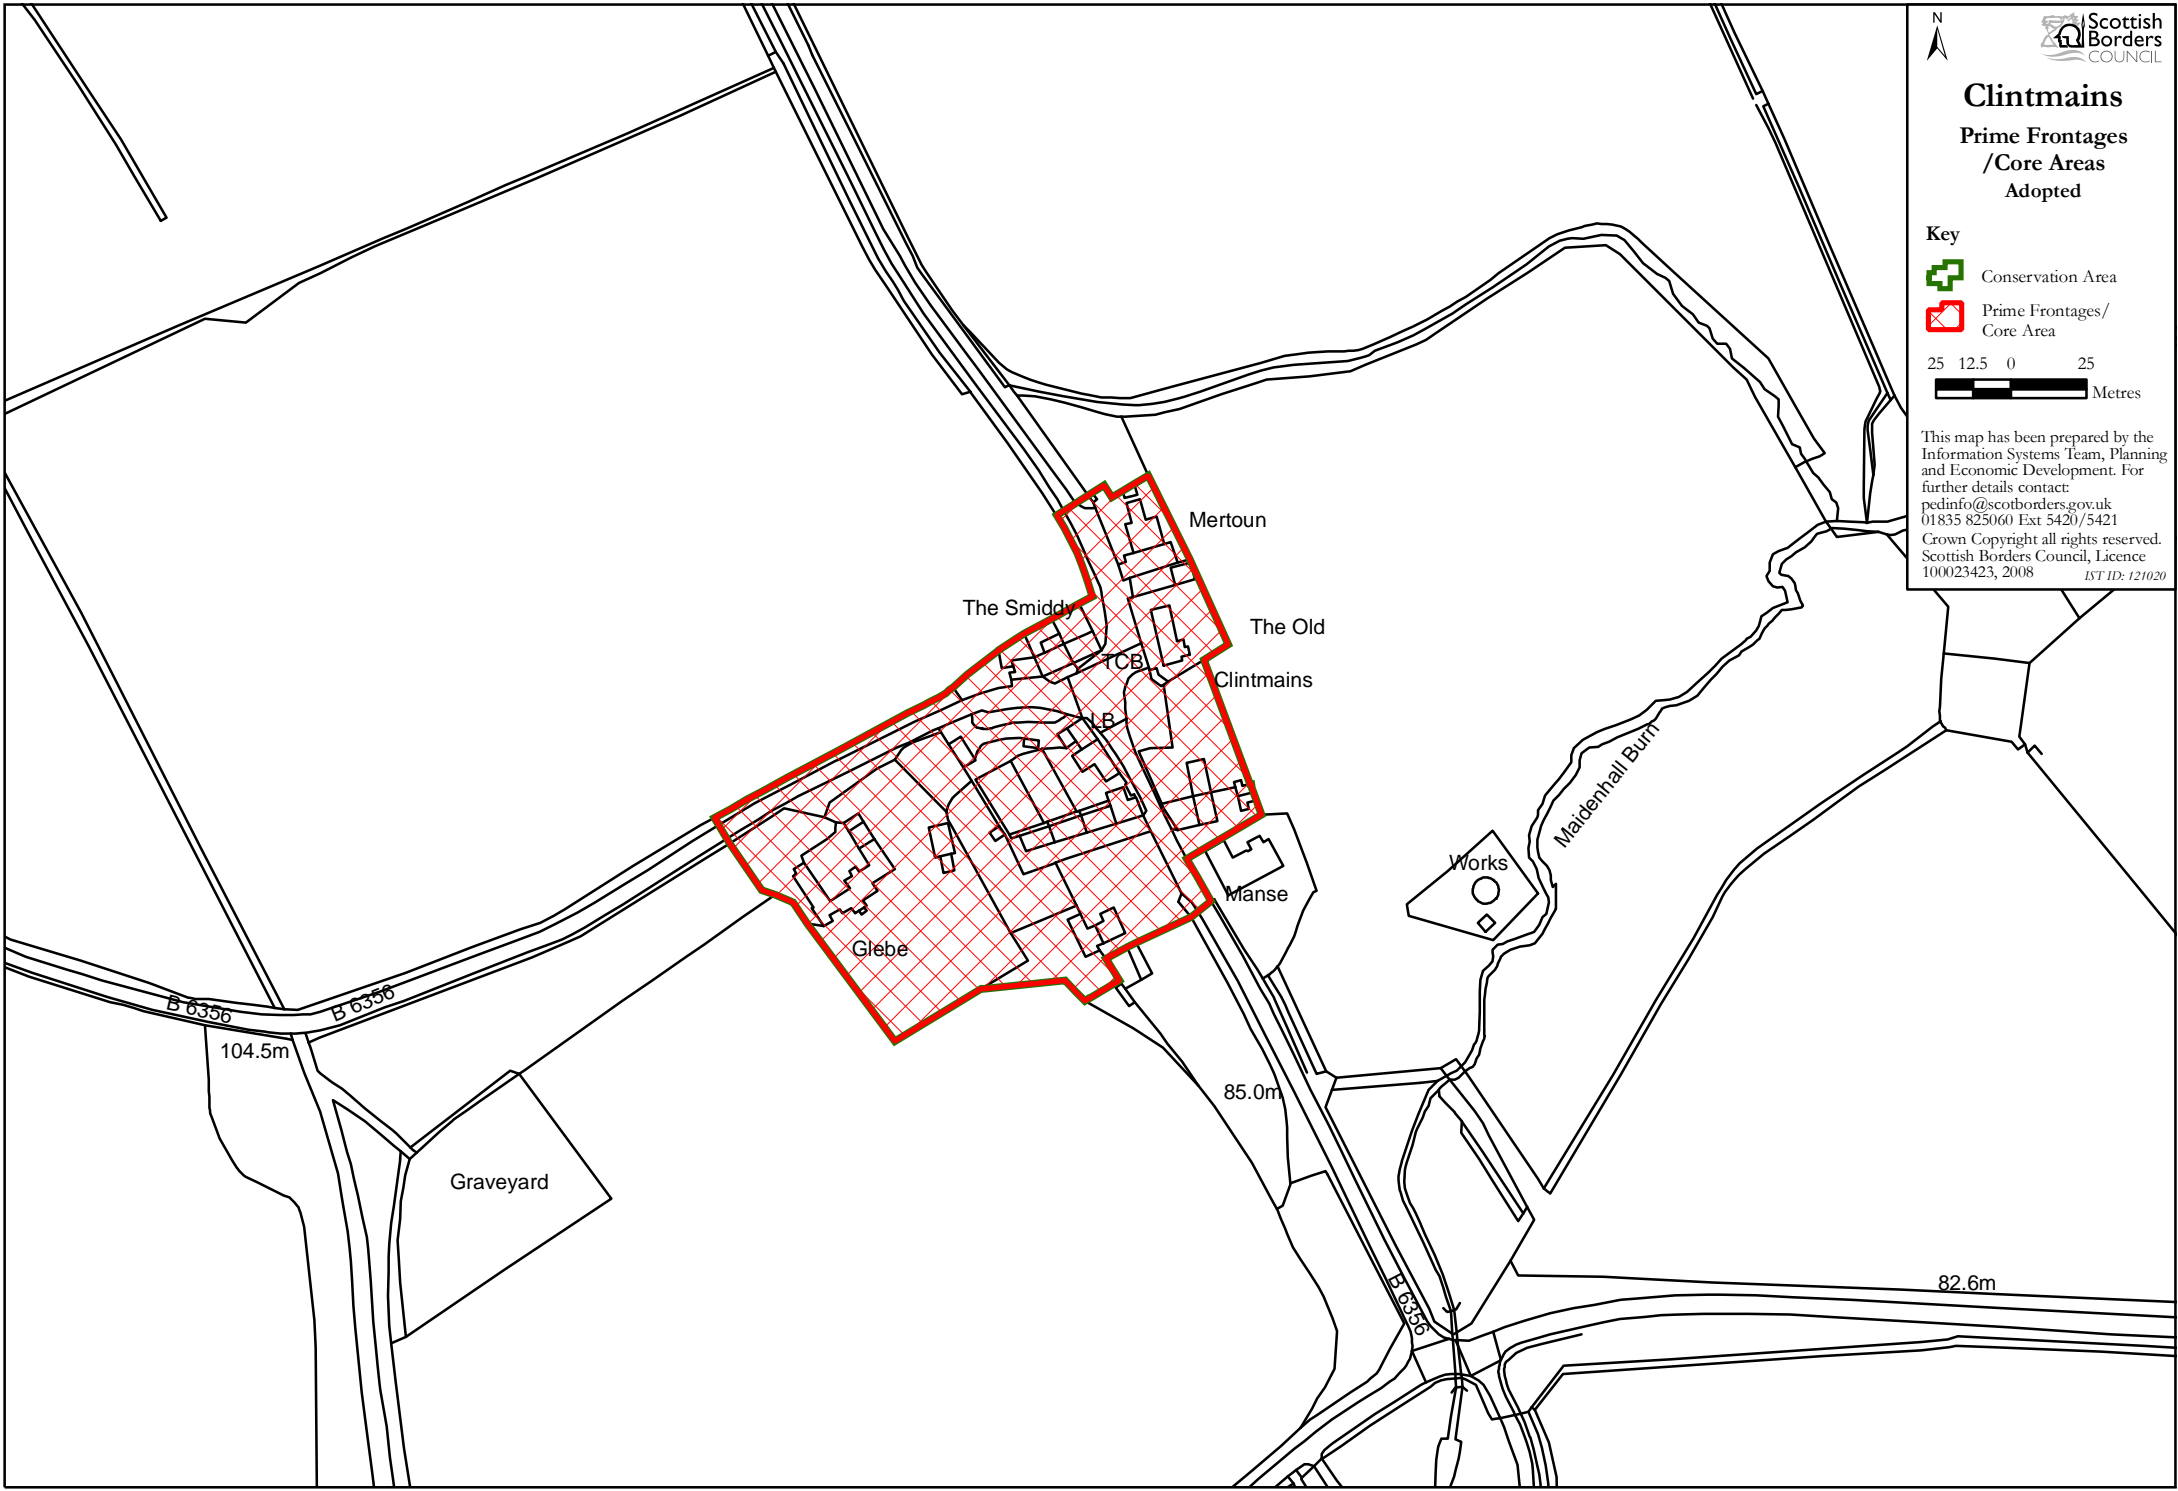 N
Scottish
Borders
COUNCIL
Clintmains
Prime Frontages
/Core Areas
Adopted
Key
Conservation Area
Prime Frontages/
Core Area
25 12.5 0 25
Metres
This map has been prepared by the
Information Systems Team, Planning
and Economic Development. For
further details contact:
pedinfo@scotborders.gov.uk
01835 825060 Ext 5420/5421
Crown Copyright all rights reserved.
Scottish Borders Council, Licence
100023423, 2008
IST ID: 121020
Mertoun
The Smiddy
The Old
TCB
Clintmains
LB
Maidenhall Burn
Works
Manse
Glebe
B 6356
B 6356
104.5m
85.0m
Graveyard
B 6356
82.6m